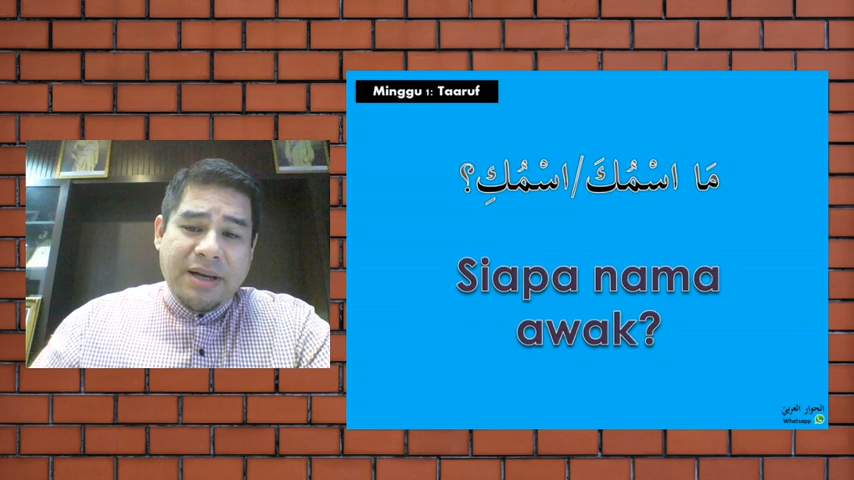 Minggu 1: Taaruf
مَا اسْمُكَ/اسْمُكِ؟
Siapa nama
awak?
الحوار العربي
Whatsapp